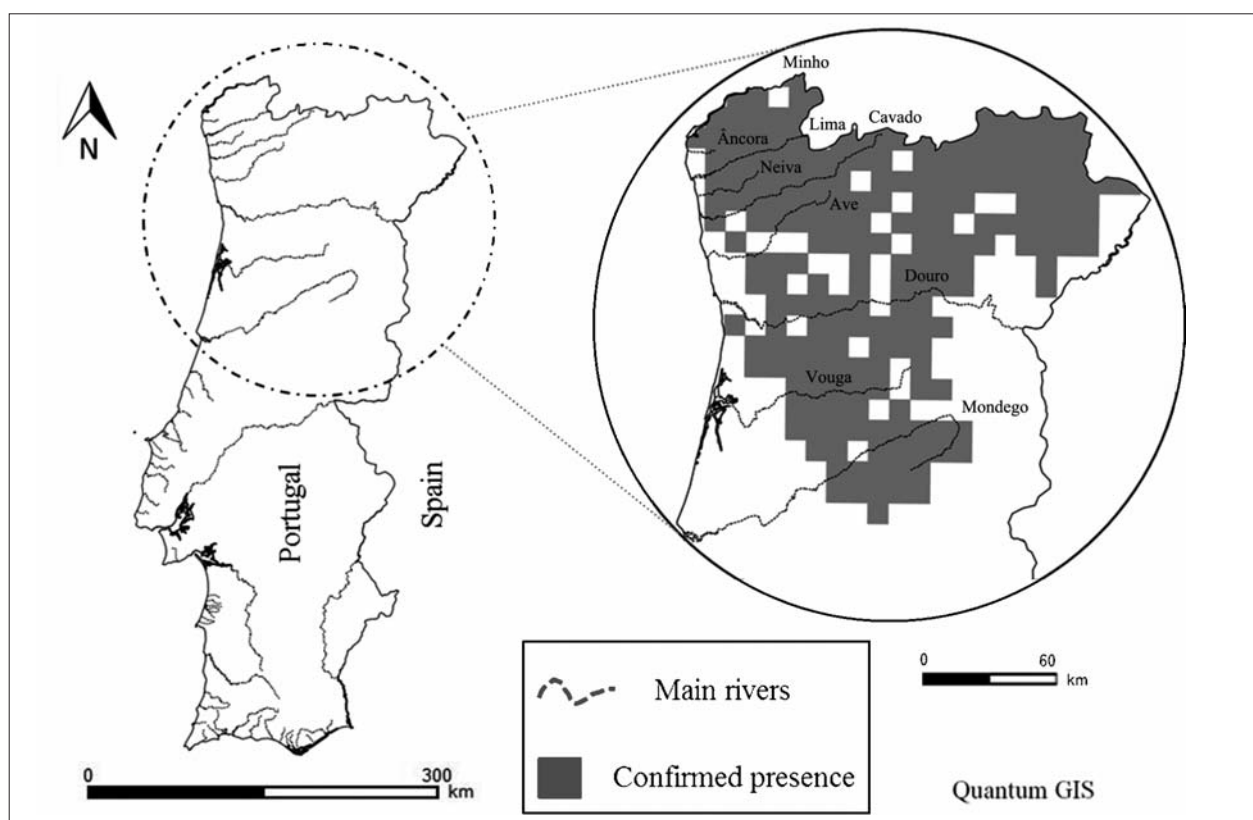 N
Minho
Lima
Cavado
Âncora
Neiva
Ave
Douro
Vouga
Mondego
Portugal
Spain
0 60
km
Main rivers
Confirmed presence
0 300
km
Quantum GIS